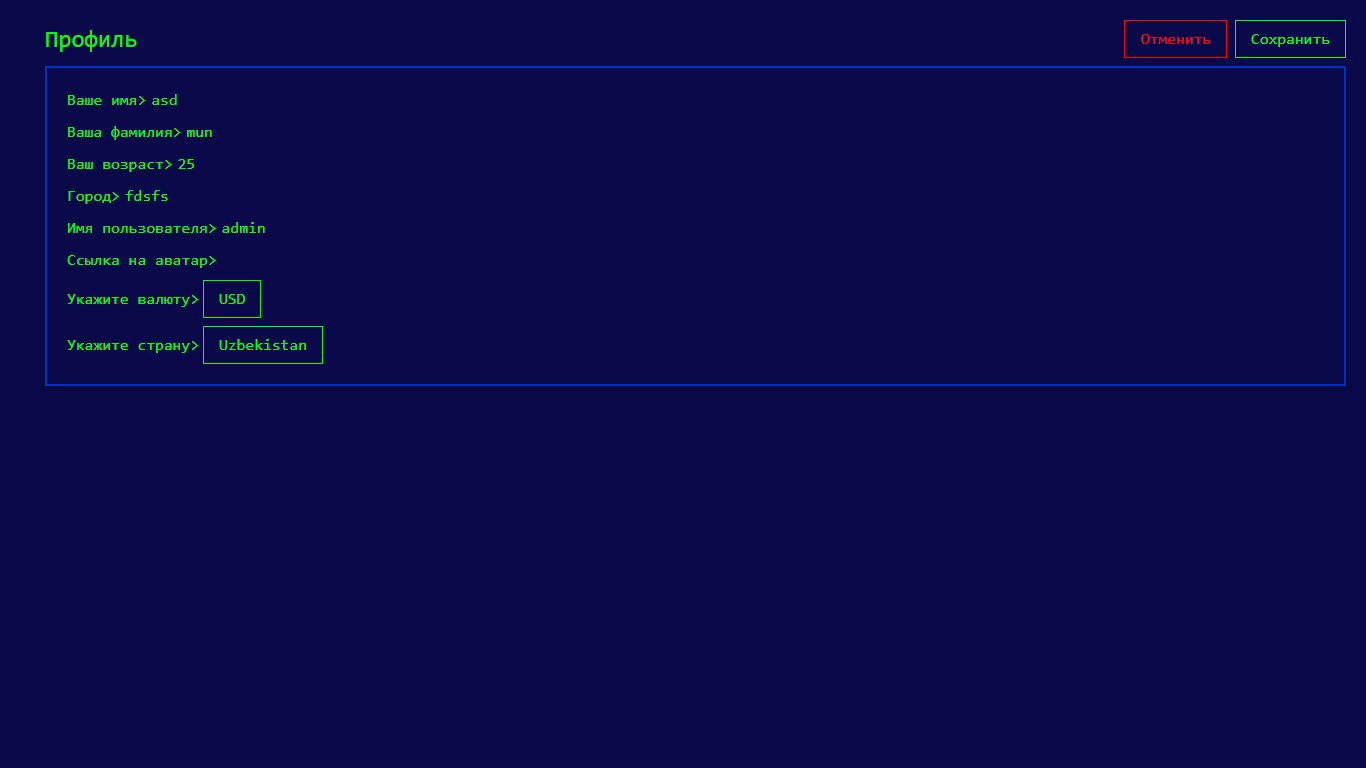 Профиль
Отменить
Сохранить
Ваше имя> asd
Ваша фамилия> mun
Ваш возраст> 25
Город> fdsfs
Имя пользователя> admin
Ссылка на аватар>
Укажите валюту> USD
Укажите страну> Uzbekistan